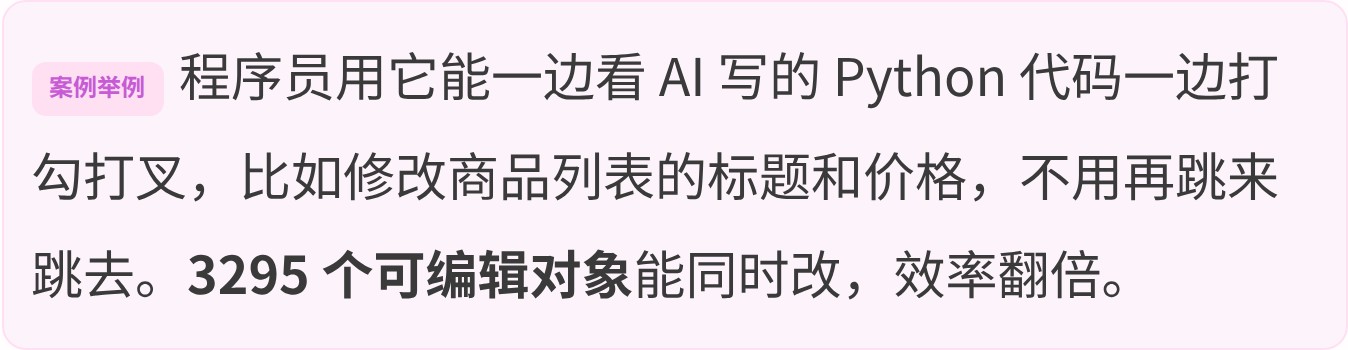 案例举例 程序员用它能一边看 AI 写的 Python 代码一边打
勾打叉，比如修改商品列表的标题和价格，不用再跳来
跳去。3295 个可编辑对象能同时改，效率翻倍。